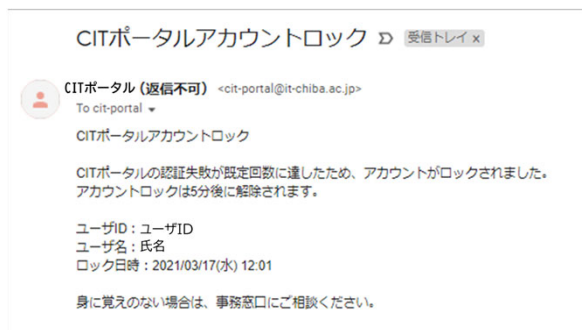 CITポータルアカウントロック 受信トレイ x
CITポータル (返信不可) <cit-portal@it-chiba.ac.jp>
To cit-portal
CITポータルアカウントロック
CITポータルの認証失敗が既定回数に達したため、アカウントがロックされました。
アカウントロックは5分後に解除されます。
ユーザID：ユーザID
ユーザ名：氏名
ロック日時：2021/03/17(水) 12:01
身に覚えのない場合は、事務窓口にご相談ください。